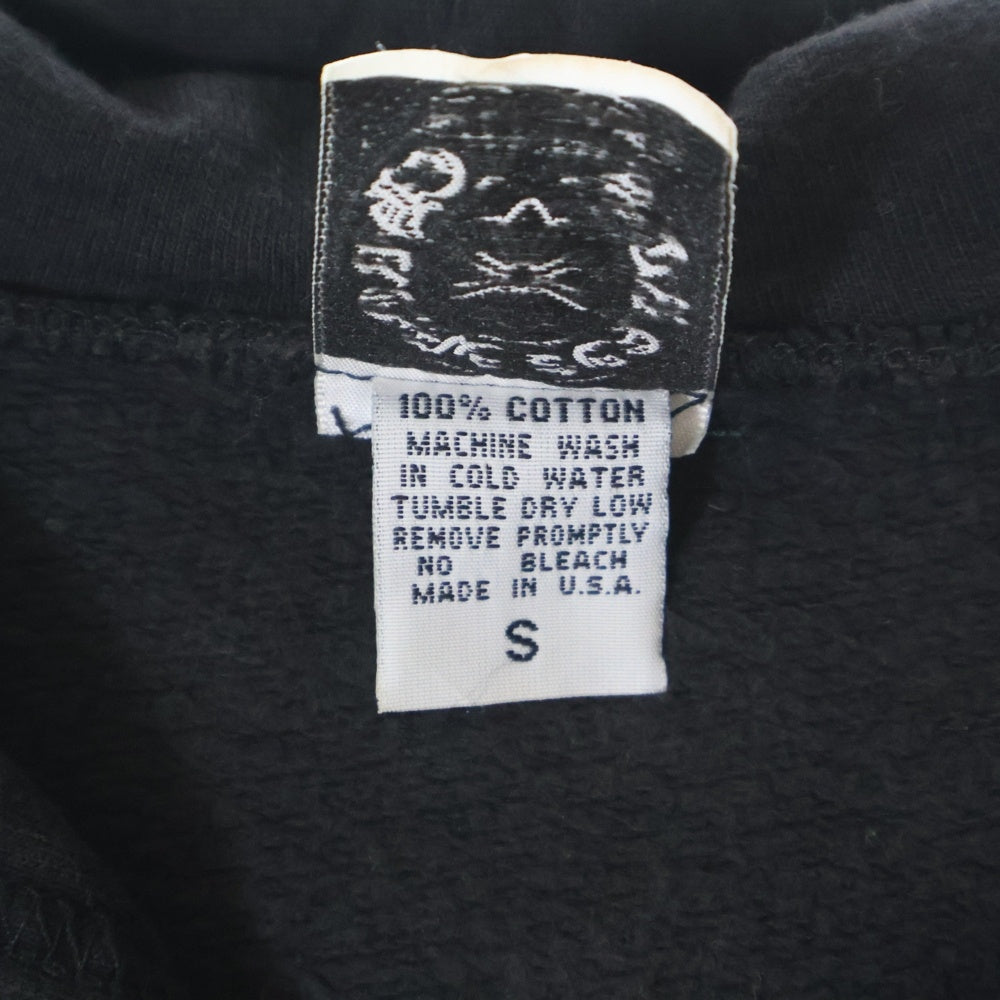 100% COTTON
MACHINE WASH
IN COLD WATER
TUMBLE DRY LOW
REMOVE PROMPTLY
NO BLEACH
MADE IN U.S.A.
S